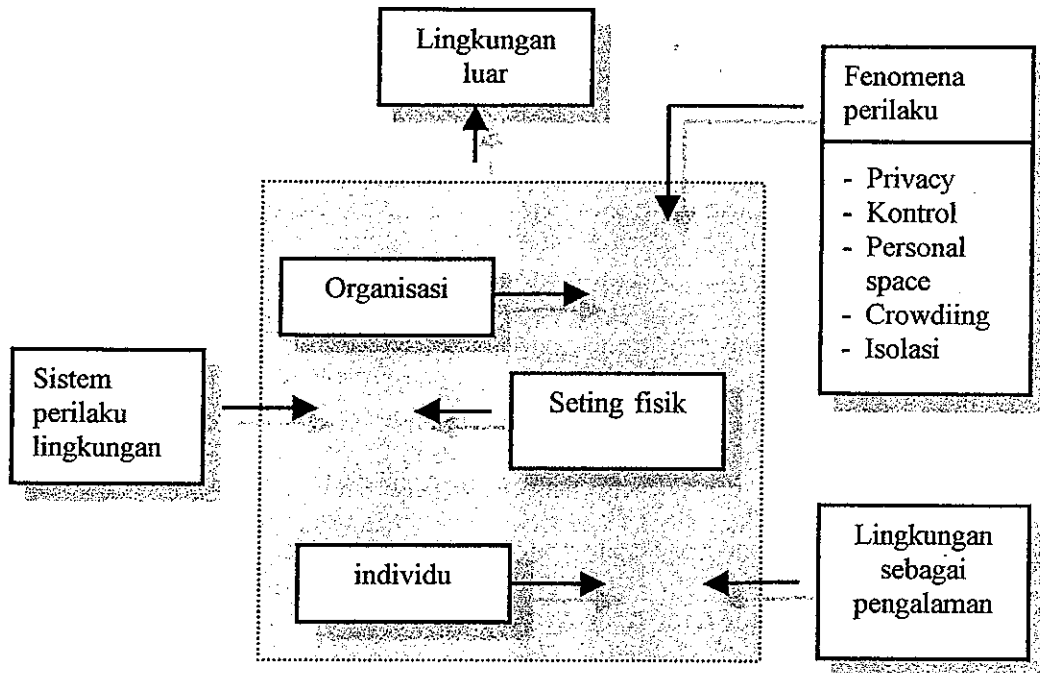 Lingkungan
luar
Fenomena
perilaku
- Privacy
- Kontrol
- Personal
space
- Crowdiing
- Isolasi
Organisasi
Sistem
perilaku
lingkungan
Seting fisik
individu
Lingkungan
sebagai
pengalaman